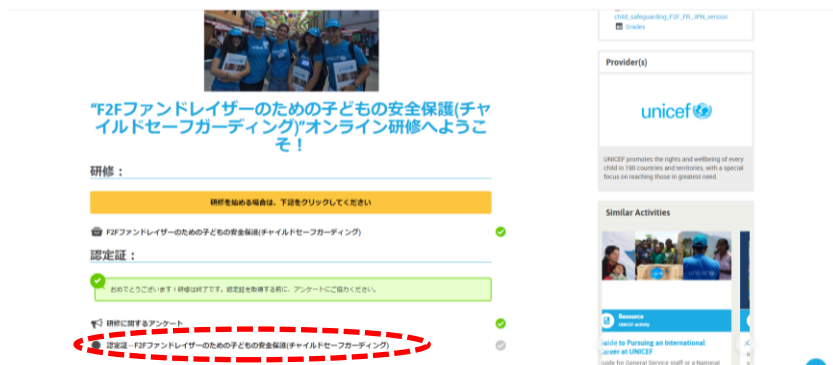 child_safeguarding_F2F_FR_JPN_version
Grades
Provider(s)
unicef
UNICEF promotes the rights and wellbeing of every
child in 190 countries and territories, with a special
focus on reaching those in greatest need.
“F2Fファンドレイザーのための子どもの安全保護(チャ
イルドセーフガーディング)”オンライン研修へようこ
そ！
研修：
研修を始める場合は、下記をクリックしてください
F2Fファンドレイザーのための子どもの安全保護(チャイルドセーフガーディング)
認定証：
おめでとうございます！研修は終了です。認定証を取得する前に、アンケートにご協力ください。
研修に関するアンケート
認定証—F2Fファンドレイザーのための子どもの安全保護(チャイルドセーフガーディング)
Similar Activities
Resource
UNICEF activity
Guide to Pursuing an International
Career at UNICEF
Guide for General Service staff or a National